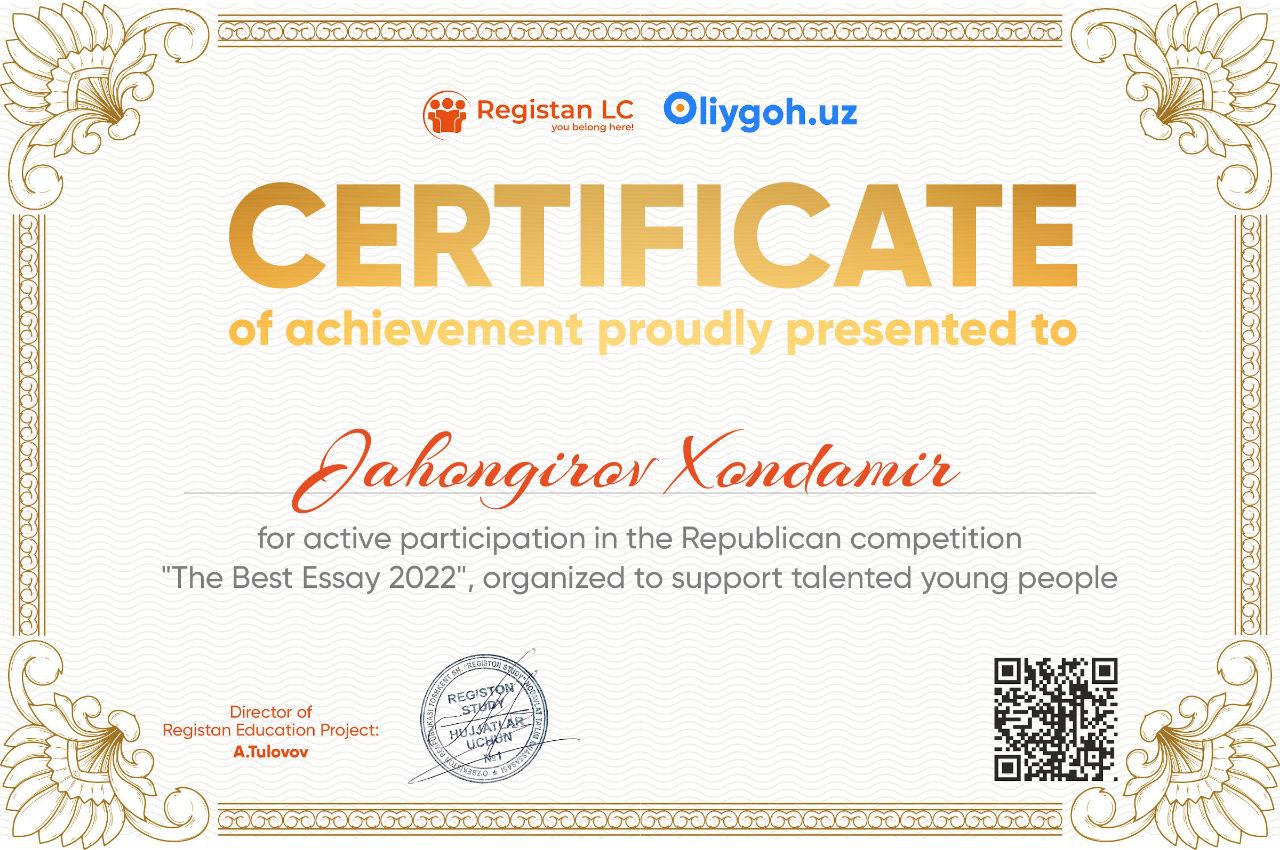 Registan LC
you belong here!
Oliygoh.uz
CERTIFICATE
of achievement proudly presented to
Jahongirov Xondamir
for active participation in the Republican competition
"The Best Essay 2022", organized to support talented young people
Director of
Registan Education Project:
A.Tulovov
REGISTON
STUDY
HUJJATLAR
UCHUN
№1